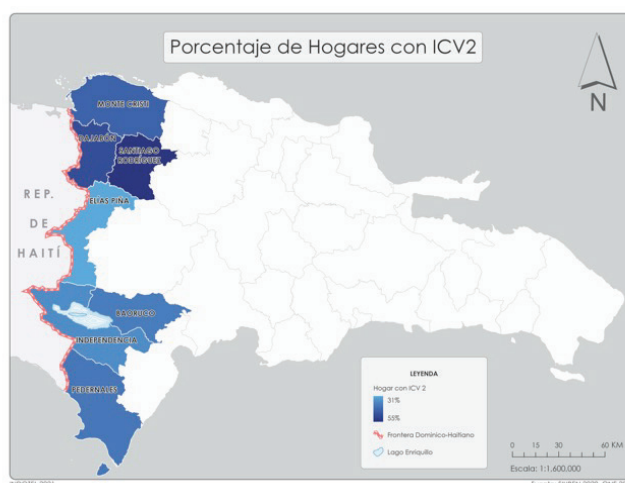 Porcentaje de Hogares con ICV2
N
MONTE CRISTI
DAJABÓN
SANTIAGO
RODRÍGUEZ
REP.
DE
HAITÍ
ELÍAS PIÑA
BAORUCO
INDEPENDENCIA
PEDERNALES
LEYENDA
Hogar con ICV 2
31%
55%
Frontera Domínico-Haitiano
Lago Enriquillo
0 15 30 60 KM
Escala: 1:1.600.000